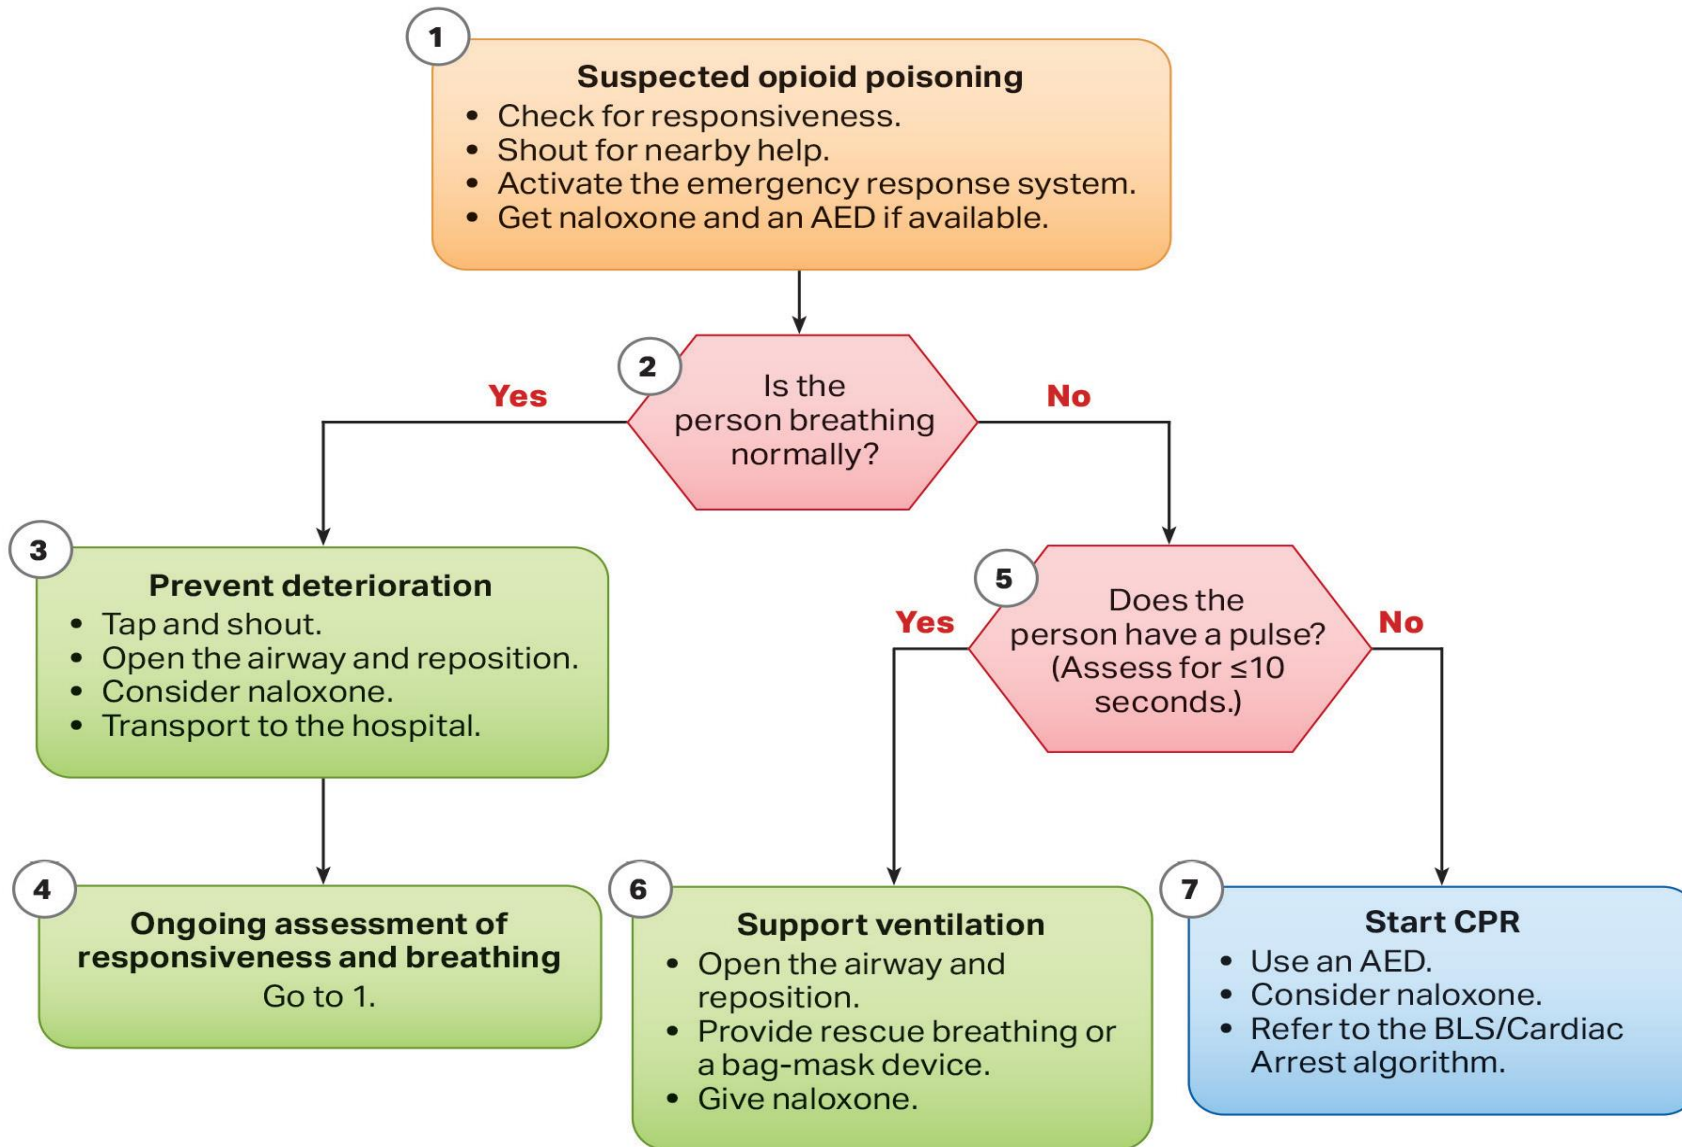 1
Suspected opioid poisoning
• Check for responsiveness.
• Shout for nearby help.
• Activate the emergency response system.
• Get naloxone and an AED if available.
2
Is the
person breathing
normally?
Yes
No
3
Prevent deterioration
• Tap and shout.
• Open the airway and reposition.
• Consider naloxone.
• Transport to the hospital.
4
Ongoing assessment of
responsiveness and breathing
Go to 1.
5
Does the
person have a pulse?
(Assess for ≤10
seconds.)
Yes
No
6
Support ventilation
• Open the airway and
reposition.
• Provide rescue breathing or
a bag-mask device.
• Give naloxone.
7
Start CPR
• Use an AED.
• Consider naloxone.
• Refer to the BLS/Cardiac
Arrest algorithm.